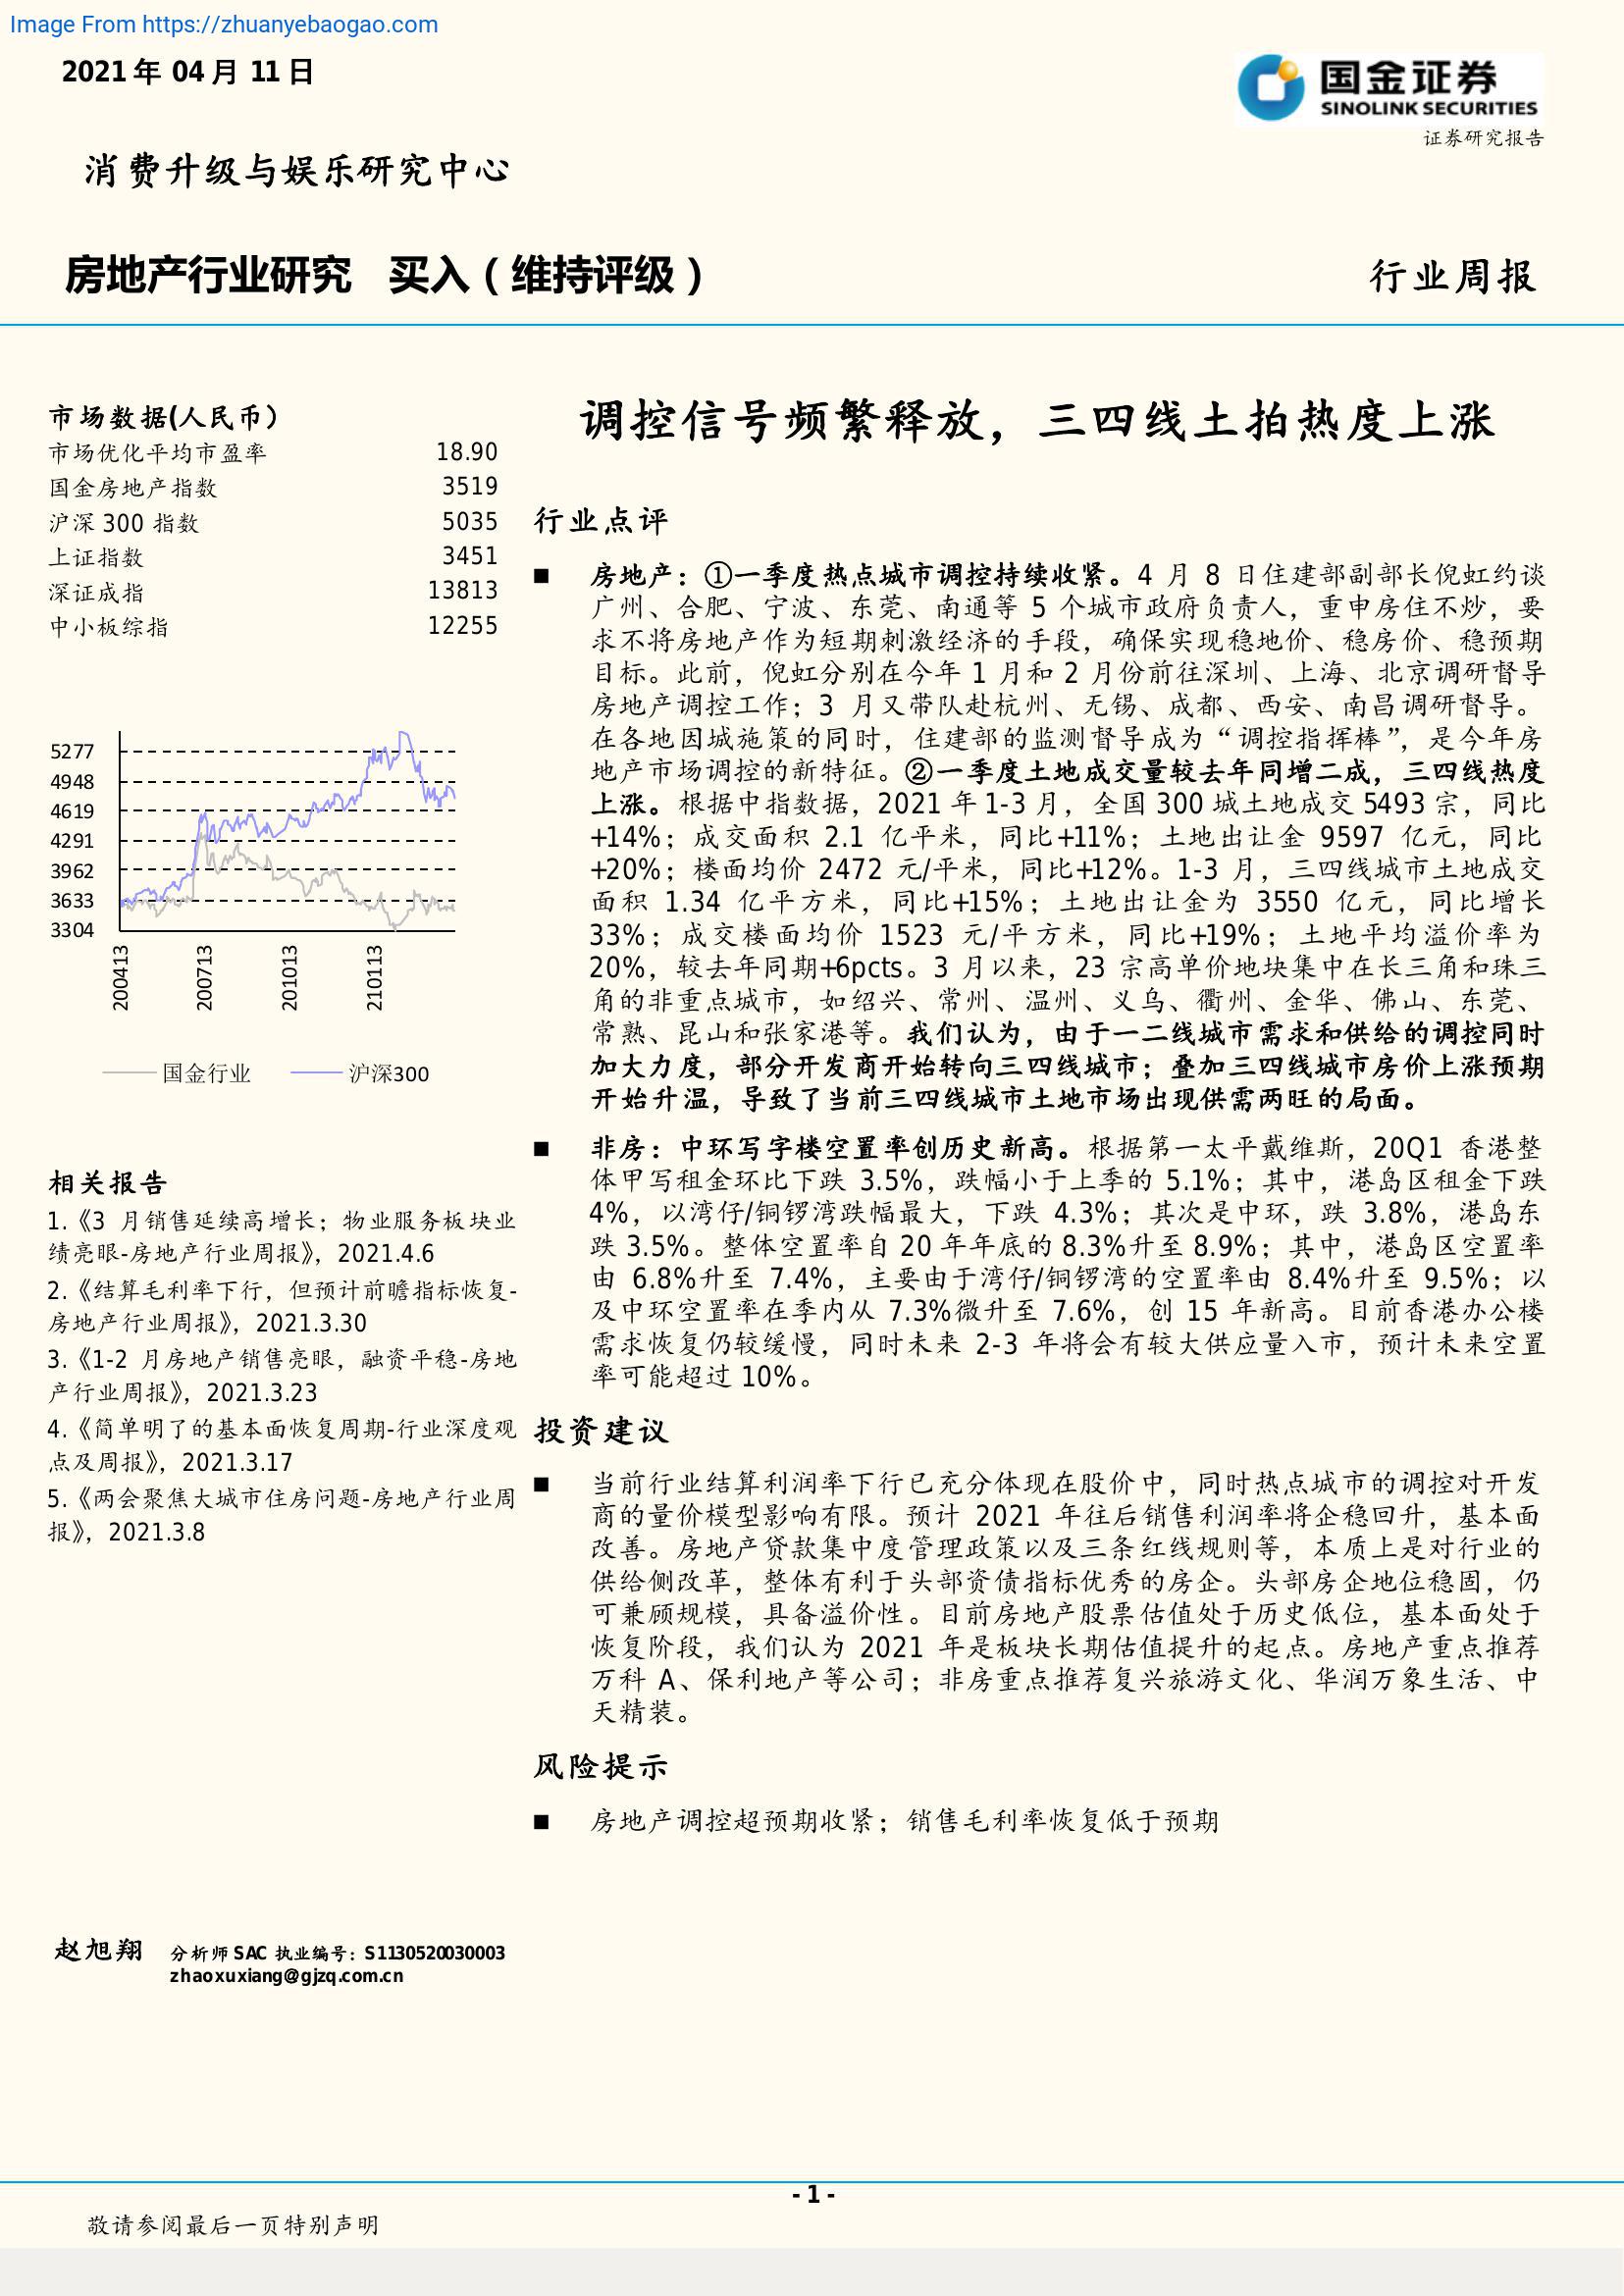 Image From https://zhuanyebaogao.com
2021 年 04 月 11 日
国金证券
SINOLINK SECURITIES
证券研究报告
消费升级与娱乐研究中心
房地产行业研究 买入（维持评级）
行业周报
市场数据(人民币）
市场优化平均市盈率 18.90
国金房地产指数 3519
沪深 300 指数 5035
上证指数 3451
深证成指 13813
中小板综指 12255
5277
4948
4619
4291
3962
3633
3304
200413
200713
201013
210113
国金行业 沪深300
相关报告
1.《3 月销售延续高增长；物业服务板块业
绩亮眼-房地产行业周报》，2021.4.6
2.《结算毛利率下行，但预计前瞻指标恢复-
房地产行业周报》，2021.3.30
3.《1-2 月房地产销售亮眼，融资平稳-房地
产行业周报》，2021.3.23
4.《简单明了的基本面恢复周期-行业深度观
点及周报》，2021.3.17
5.《两会聚焦大城市住房问题-房地产行业周
报》，2021.3.8
赵旭翔 分析师 SAC 执业编号：S1130520030003
zhaoxuxiang@gjzq.com.cn
调控信号频繁释放，三四线土拍热度上涨
行业点评
■ 房地产：①一季度热点城市调控持续收紧。4 月 8 日住建部副部长倪虹约谈
广州、合肥、宁波、东莞、南通等 5 个城市政府负责人，重申房住不炒，要
求不将房地产作为短期刺激经济的手段，确保实现稳地价、稳房价、稳预期
目标。此前，倪虹分别在今年 1 月和 2 月份前往深圳、上海、北京调研督导
房地产调控工作；3 月又带队赴杭州、无锡、成都、西安、南昌调研督导。
在各地因城施策的同时，住建部的监测督导成为“调控指挥棒”，是今年房
地产市场调控的新特征。②一季度土地成交量较去年同增二成，三四线热度
上涨。根据中指数据，2021 年 1-3 月，全国 300 城土地成交 5493 宗，同比
+14%；成交面积 2.1 亿平米，同比+11%；土地出让金 9597 亿元，同比
+20%；楼面均价 2472 元/平米，同比+12%。1-3 月，三四线城市土地成交
面积 1.34 亿平方米，同比+15%；土地出让金为 3550 亿元，同比增长
33%；成交楼面均价 1523 元/平方米，同比+19%；土地平均溢价率为
20%，较去年同期+6pcts。3 月以来，23 宗高单价地块集中在长三角和珠三
角的非重点城市，如绍兴、常州、温州、义乌、衢州、金华、佛山、东莞、
常熟、昆山和张家港等。我们认为，由于一二线城市需求和供给的调控同时
加大力度，部分开发商开始转向三四线城市；叠加三四线城市房价上涨预期
开始升温，导致了当前三四线城市土地市场出现供需两旺的局面。
■ 非房：中环写字楼空置率创历史新高。根据第一太平戴维斯，20Q1 香港整
体甲写租金环比下跌 3.5%，跌幅小于上季的 5.1%；其中，港岛区租金下跌
4%，以湾仔/铜锣湾跌幅最大，下跌 4.3%；其次是中环，跌 3.8%，港岛东
跌 3.5%。整体空置率自 20 年年底的 8.3%升至 8.9%；其中，港岛区空置率
由 6.8%升至 7.4%，主要由于湾仔/铜锣湾的空置率由 8.4%升至 9.5%；以
及中环空置率在季内从 7.3%微升至 7.6%，创 15 年新高。目前香港办公楼
需求恢复仍较缓慢，同时未来 2-3 年将会有较大供应量入市，预计未来空置
率可能超过 10%。
投资建议
■ 当前行业结算利润率下行已充分体现在股价中，同时热点城市的调控对开发
商的量价模型影响有限。预计 2021 年往后销售利润率将企稳回升，基本面
改善。房地产贷款集中度管理政策以及三条红线规则等，本质上是对行业的
供给侧改革，整体有利于头部资债指标优秀的房企。头部房企地位稳固，仍
可兼顾规模，具备溢价性。目前房地产股票估值处于历史低位，基本面处于
恢复阶段，我们认为 2021 年是板块长期估值提升的起点。房地产重点推荐
万科 A、保利地产等公司；非房重点推荐复兴旅游文化、华润万象生活、中
天精装。
风险提示
■ 房地产调控超预期收紧；销售毛利率恢复低于预期
- 1 -
敬请参阅最后一页特别声明